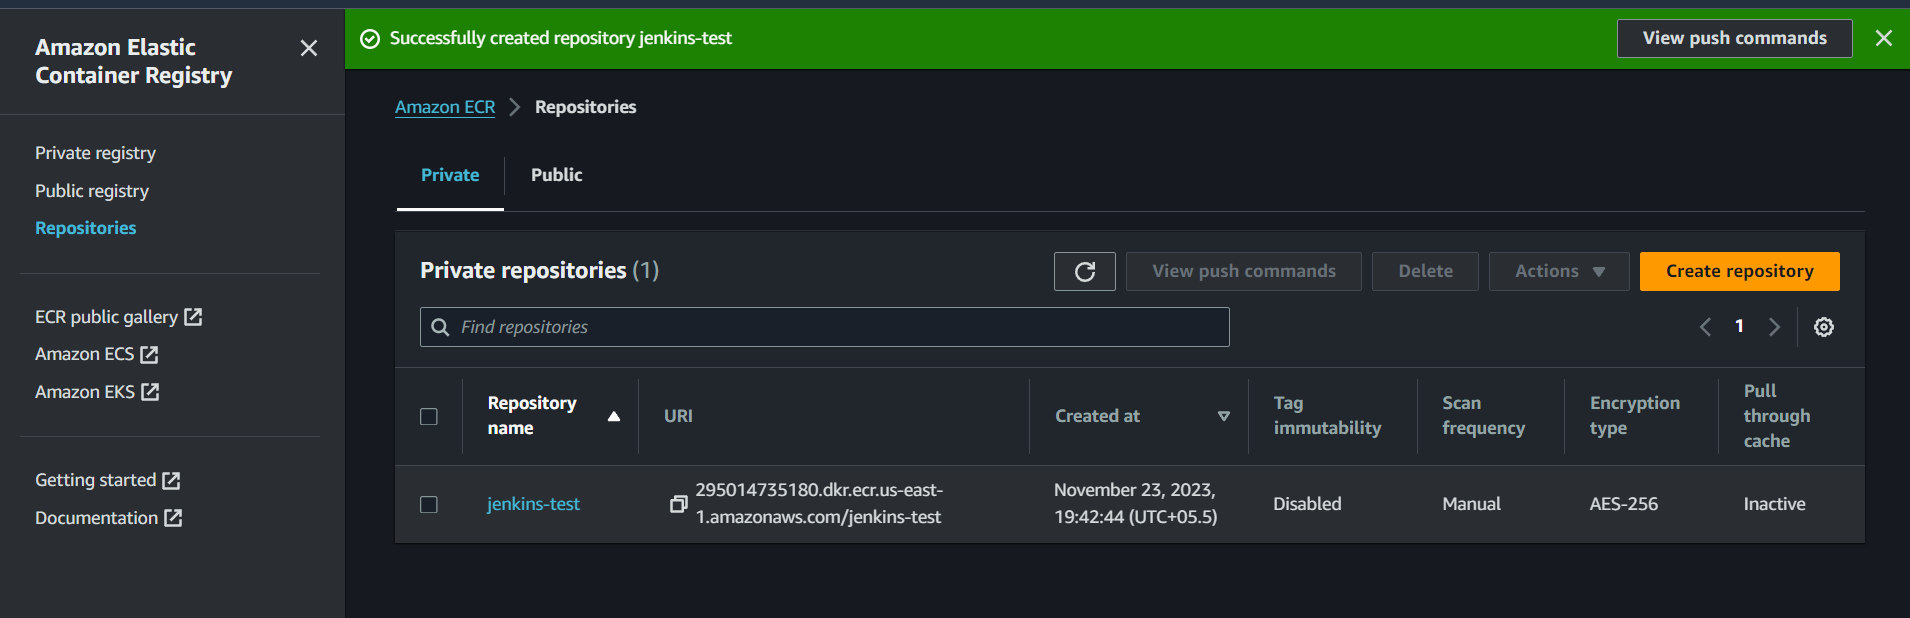 Amazon Elastic
Container Registry
Private registry
Public registry
Repositories
ECR public gallery
Amazon ECS
Amazon EKS
Getting started
Documentation
Successfully created repository jenkins-test
View push commands
Amazon ECR
Repositories
Private
Public
Private repositories (1)
View push commands
Delete
Actions
Create repository
Find repositories
1
Repository
name
URI
Created at
Tag
immutability
Scan
frequency
Encryption
type
Pull
through
cache
jenkins-test
295014735180.dkr.ecr.us-east-
1.amazonaws.com/jenkins-test
November 23, 2023,
19:42:44 (UTC+05.5)
Disabled
Manual
AES-256
Inactive